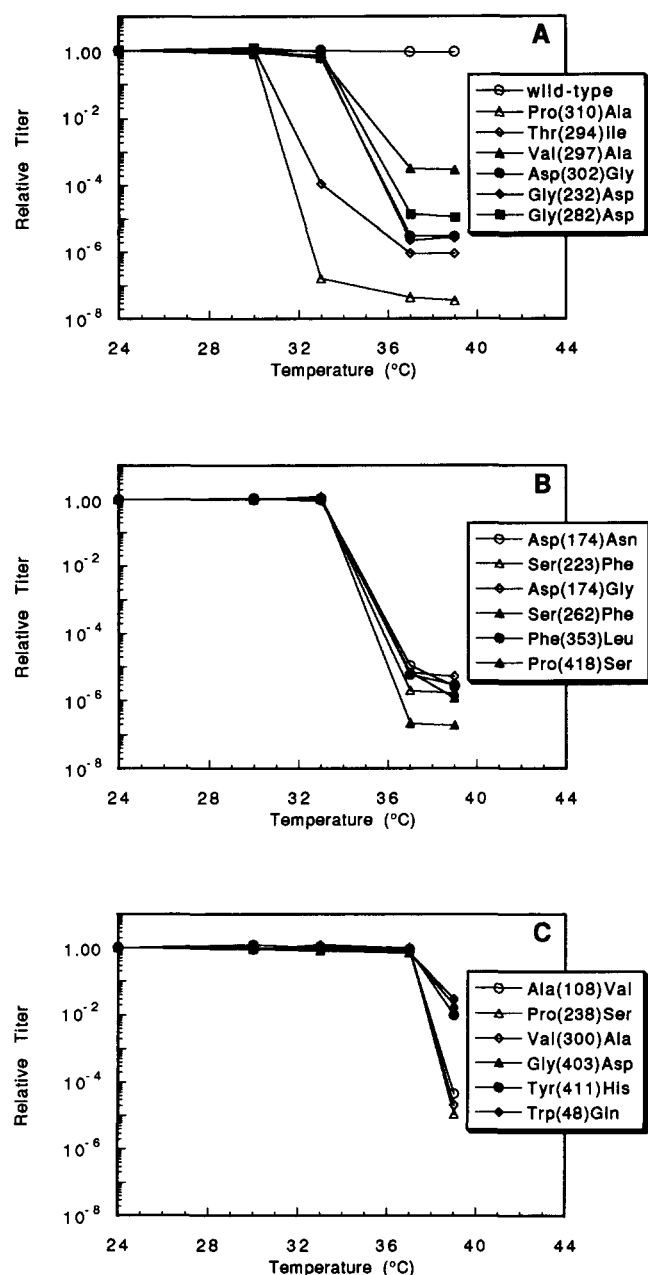 A
1.00
10-2
10-4
10-6
10-8
Relative Titer
24 28 32 36 40 44
Temperature (°C)
wild-type
Pro(310)Ala
Thr(294)Ile
Val(297)Ala
Asp(302)Gly
Gly(232)Asp
Gly(282)Asp
B
1.00
10-2
10-4
10-6
10-8
Relative Titer
24 28 32 36 40 44
Temperature (°C)
Asp(174)Asn
Ser(223)Phe
Asp(174)Gly
Ser(262)Phe
Phe(353)Leu
Pro(418)Ser
C
1.00
10-2
10-4
10-6
10-8
Relative Titer
24 28 32 36 40 44
Temperature (°C)
Ala(108)Val
Pro(238)Ser
Val(300)Ala
Gly(403)Asp
Tyr(411)His
Trp(48)Gln